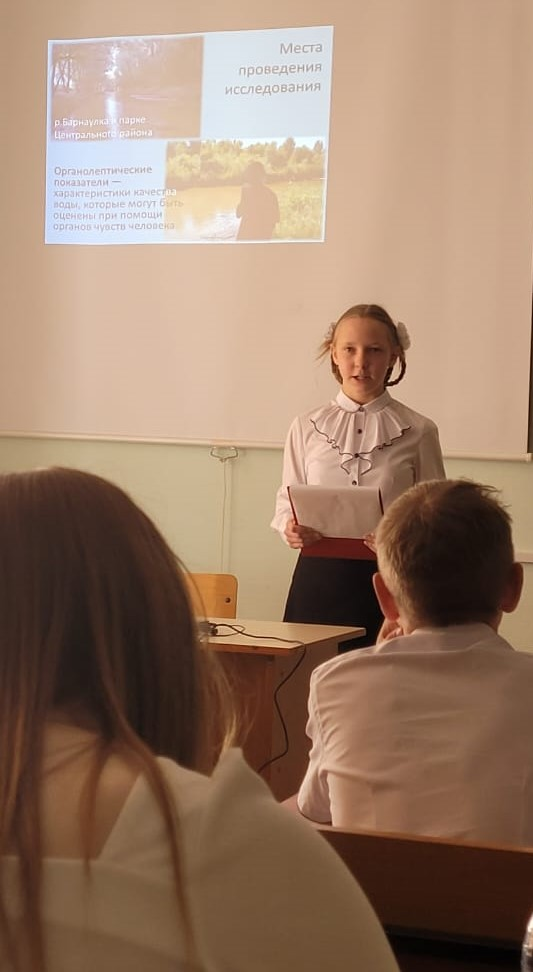 Места
проведения
исследования
р.Барнаулка в парке
Центрального района
Органолептические
показатели —
характеристики качества
воды, которые могут быть
оценены при помощи
органов чувств человека